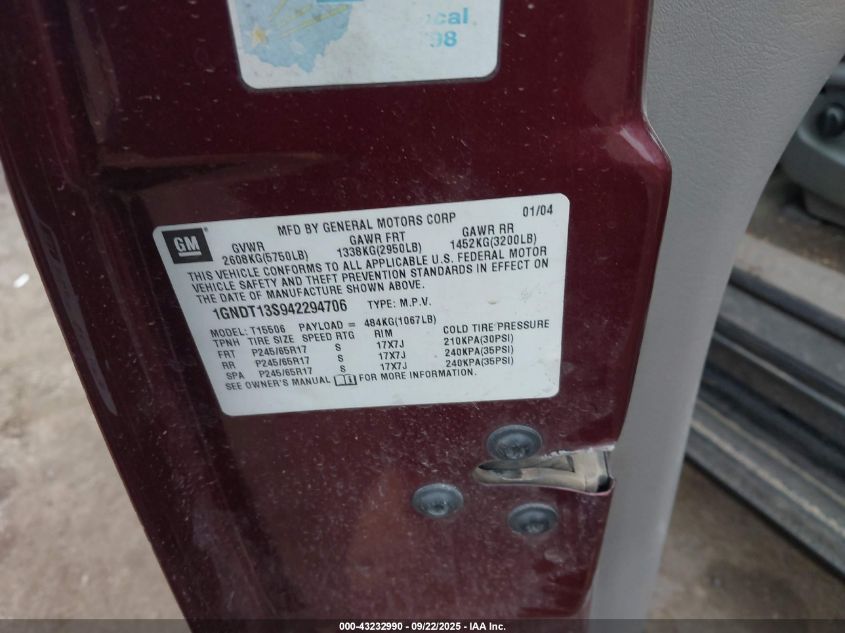 cal
98
GM
MFD BY GENERAL MOTORS CORP 01/04
GVWR GAWR FRT GAWR RR
2608KG(5750LB) 1338KG(2950LB) 1452KG(3200LB)
THIS VEHICLE CONFORMS TO ALL APPLICABLE U.S. FEDERAL MOTOR
VEHICLE SAFETY AND THEFT PREVENTION STANDARDS IN EFFECT ON
THE DATE OF MANUFACTURE SHOWN ABOVE.
1GNDT13S942294706 TYPE: M.P.V.
MODEL: T15506 PAYLOAD = 484KG(1067LB)
TPNH TIRE SIZE SPEED RTG RIM COLD TIRE PRESSURE
FRT P245/65R17 S 17X7J 210KPA(30PSI)
RR P245/65R17 S 17X7J 240KPA(35PSI)
SPA P245/65R17 S 17X7J 240KPA(35PSI)
SEE OWNER'S MANUAL FOR MORE INFORMATION.
000-43232990 - 09/22/2025 - IAA Inc.